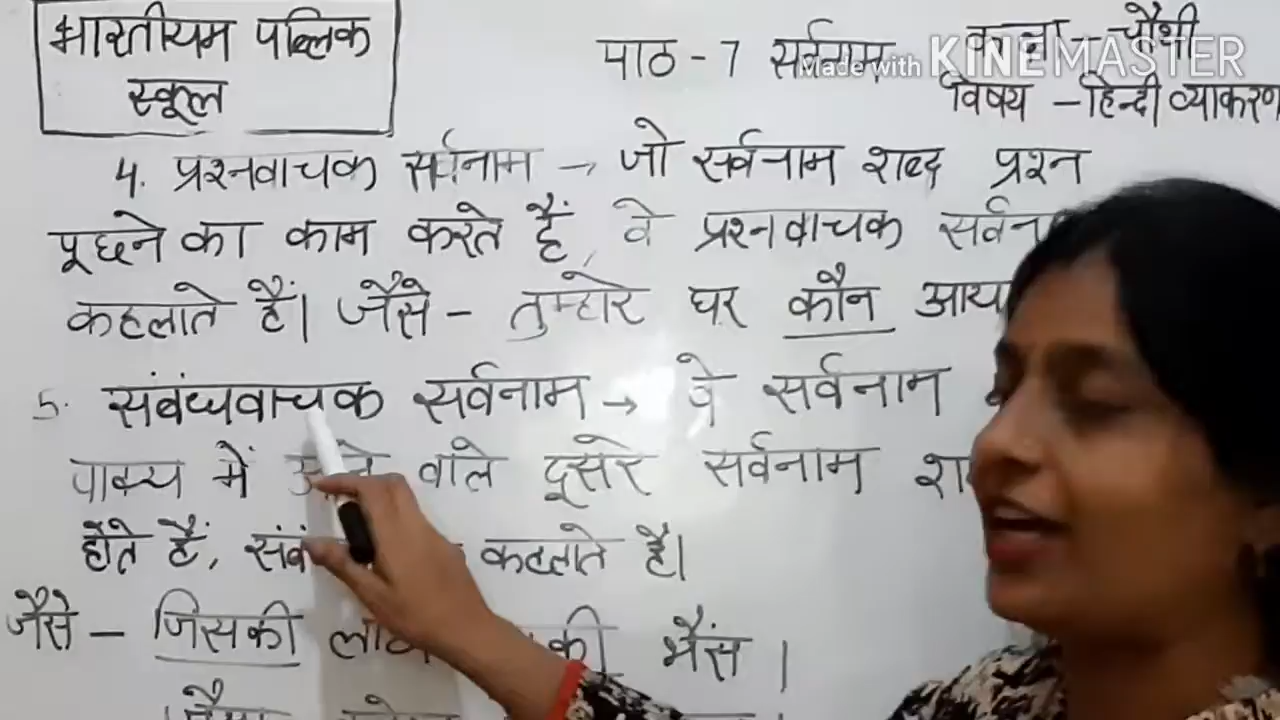 भारतीयम पब्लिक
स्कूल
पाठ - 7 सर्वनाम
कक्षा - चौथी
विषय - हिन्दी व्याकरण
Made with KINEMASTER
4. प्रश्नवाचक सर्वनाम → जो सर्वनाम शब्द प्रश्न
पूछने का काम करते हैं, वे प्रश्नवाचक
कहलाते हैं। जैसे - तुम्हारे घर कौन
5. संबंधवाचक सर्वनाम → वे सर्वनाम
वाक्य में वाले दूसरे सर्वनाम
होते हैं, कहलाते है।
जैसे - जिसकी भैंस।